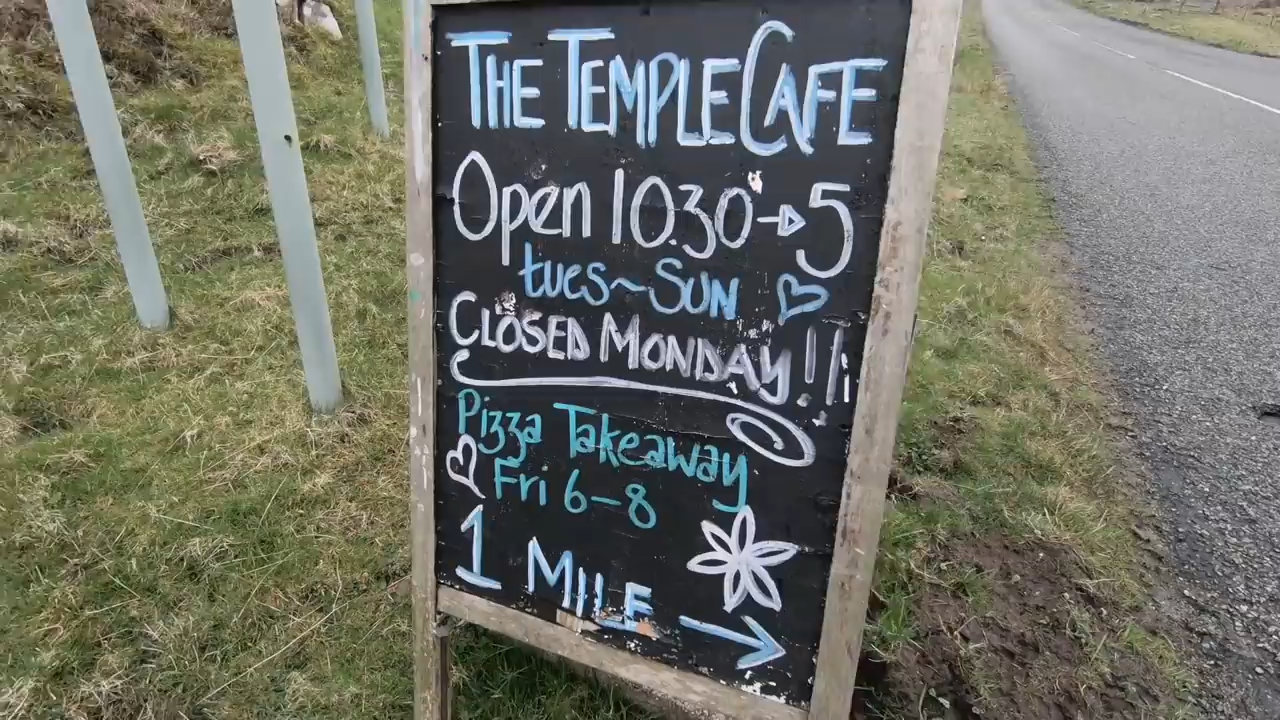 THE TEMPLE CAFE
Open 10.30→5
tues~SUN ♡
CLOSED MONDAY!!!
Pizza Takeaway
Fri 6-8
1 MILE →